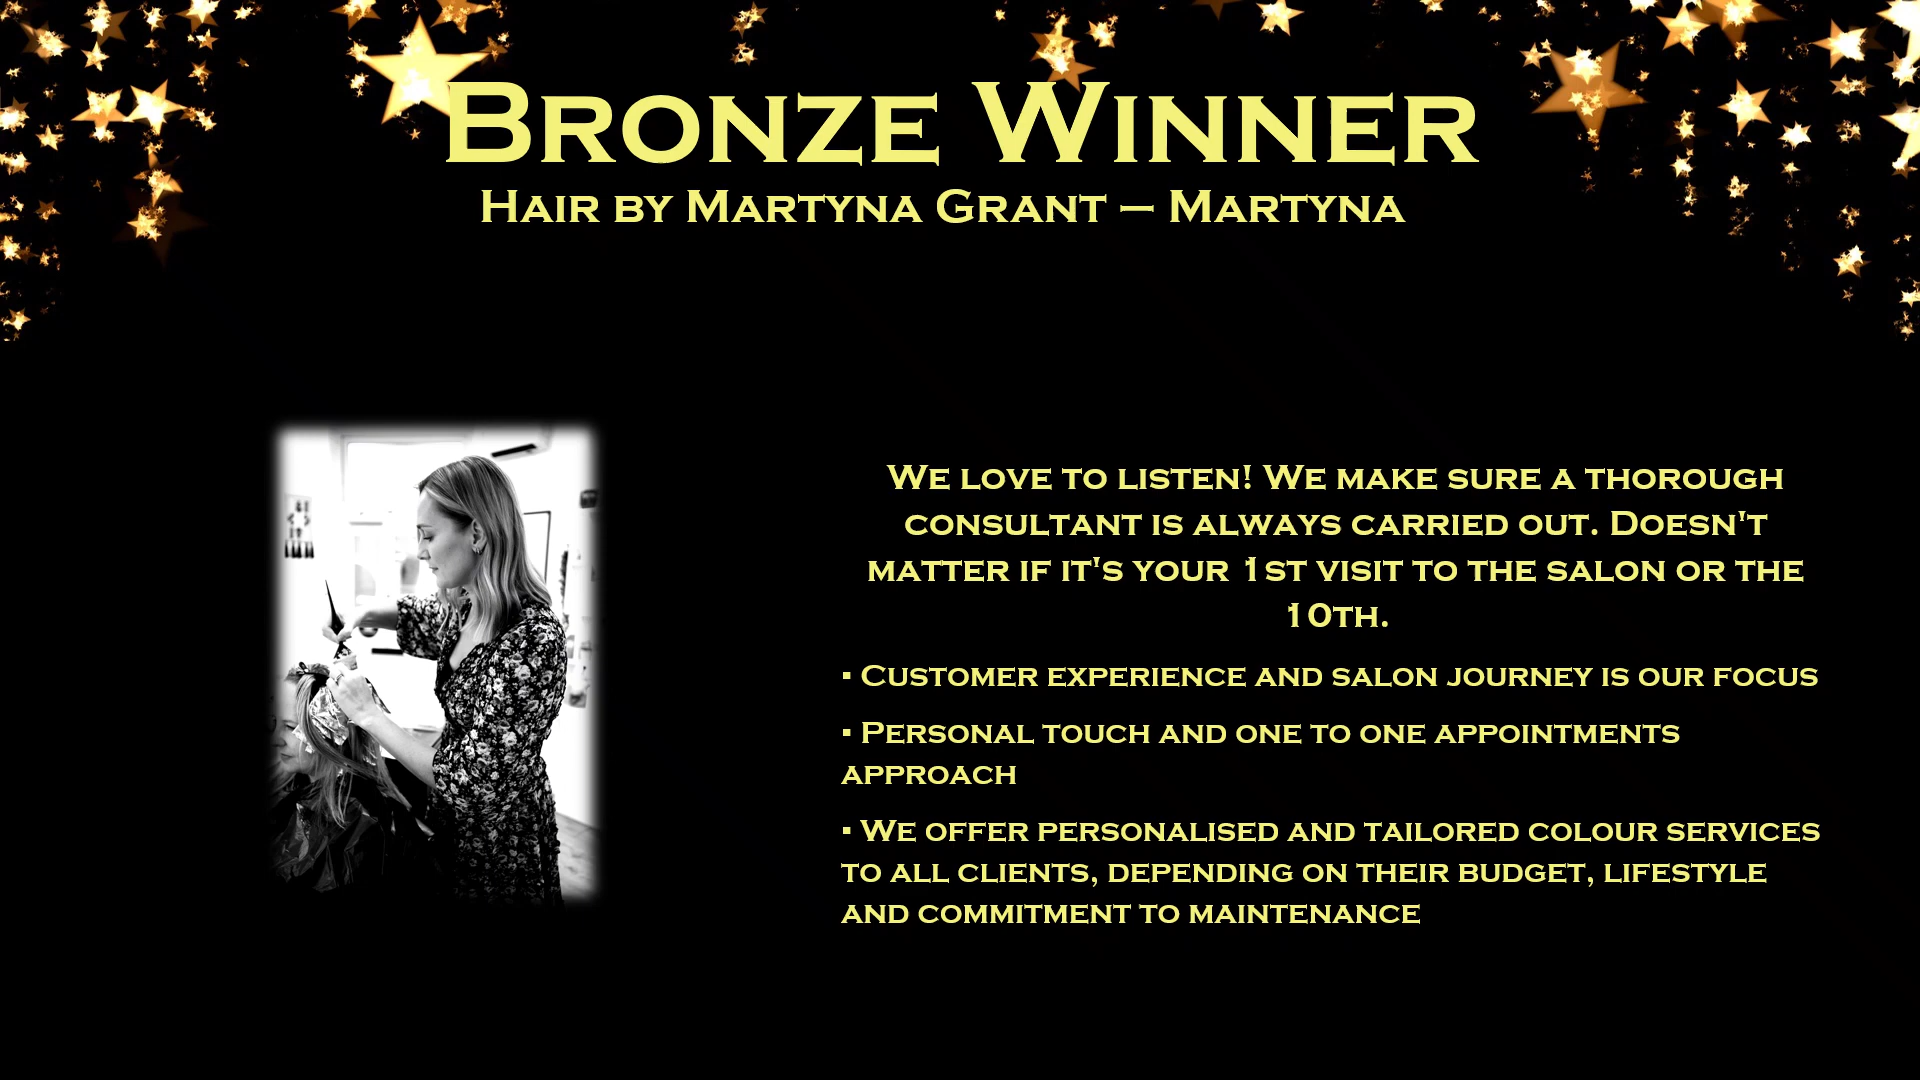 Bronze Winner
Hair by Martyna Grant – Martyna
We love to listen! We make sure a thorough
consultant is always carried out. Doesn't
matter if it's your 1st visit to the salon or the
10th.
▪ Customer experience and salon journey is our focus
▪ Personal touch and one to one appointments
approach
▪ We offer personalised and tailored colour services
to all clients, depending on their budget, lifestyle
and commitment to maintenance